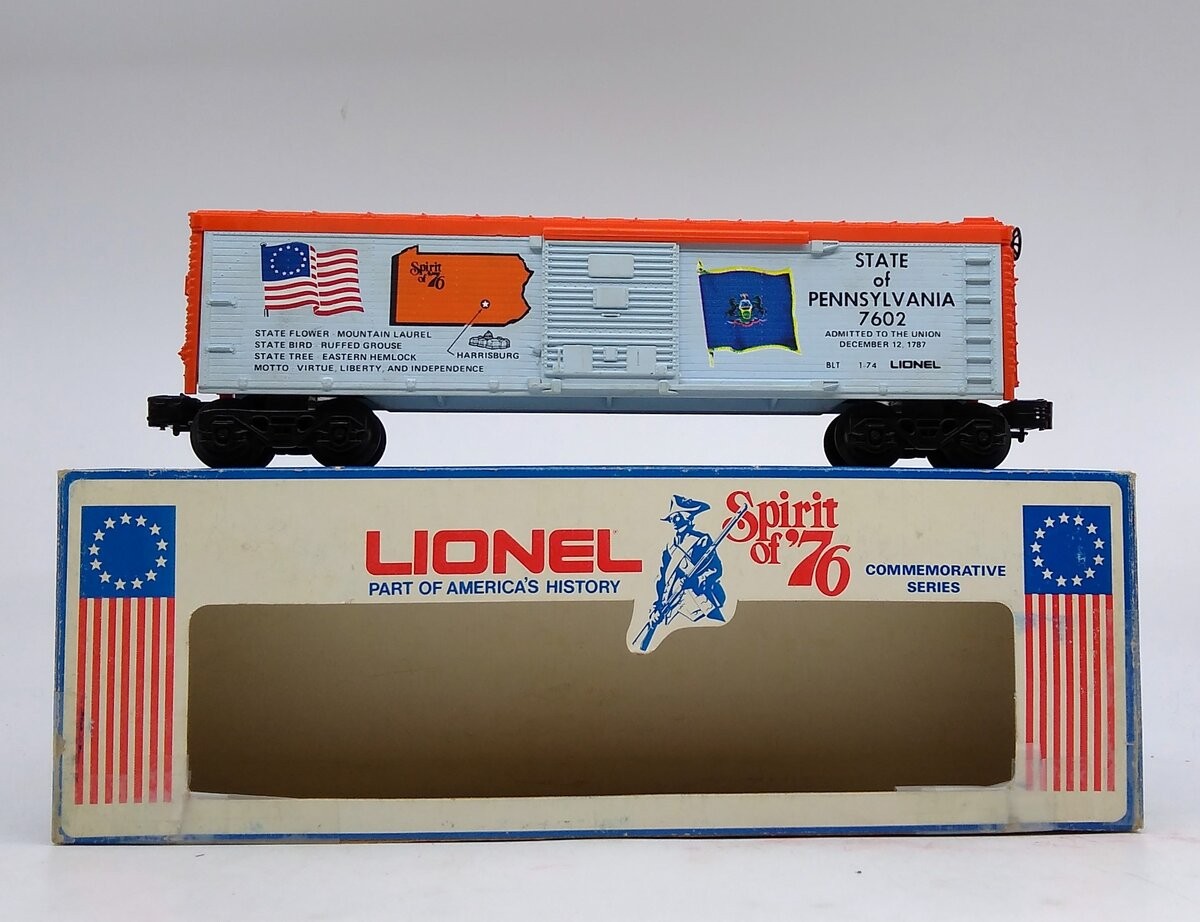 Spirit
of '76
STATE FLOWER MOUNTAIN LAUREL
STATE BIRD RUFFED GROUSE
STATE TREE EASTERN HEMLOCK
MOTTO VIRTUE, LIBERTY, AND INDEPENDENCE
HARRISBURG
STATE
of
PENNSYLVANIA
7602
ADMITTED TO THE UNION
DECEMBER 12, 1787
BLT 1-74 LIONEL
LIONEL
PART OF AMERICA'S HISTORY
Spirit
of '76
COMMEMORATIVE
SERIES